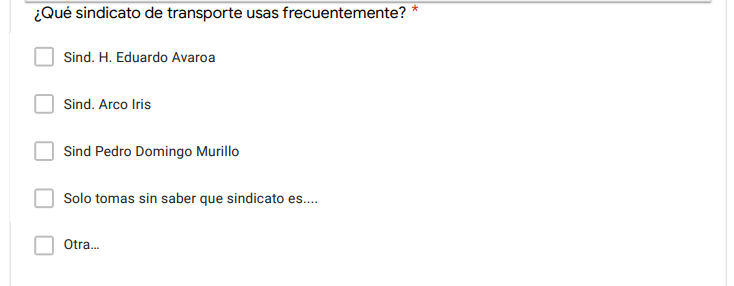 ¿Qué sindicato de transporte usas frecuentemente? *
Sind. H. Eduardo Avaroa
Sind. Arco Iris
Sind Pedro Domingo Murillo
Solo tomas sin saber que sindicato es....
Otra...